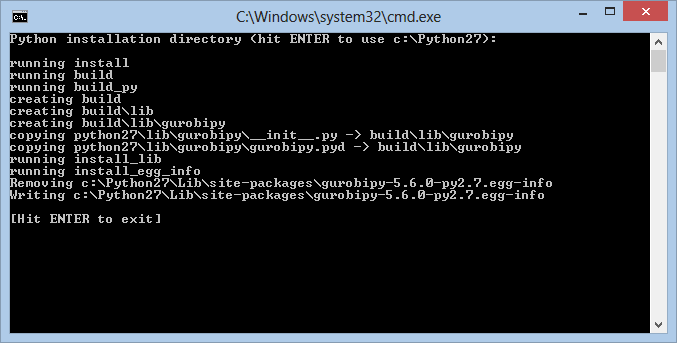 C:\Windows\system32\cmd.exe
Python installation directory (hit ENTER to use c:\Python27):
running install
running build
running build_py
creating build
creating build\lib
creating build\lib\gurobipy
copying python27\lib\gurobipy\__init__.py -> build\lib\gurobipy
copying python27\lib\gurobipy\gurobipy.pyd -> build\lib\gurobipy
running install_lib
running install_egg_info
Removing c:\Python27\Lib\site-packages\gurobipy-5.6.0-py2.7.egg-info
Writing c:\Python27\Lib\site-packages\gurobipy-5.6.0-py2.7.egg-info
[Hit ENTER to exit]